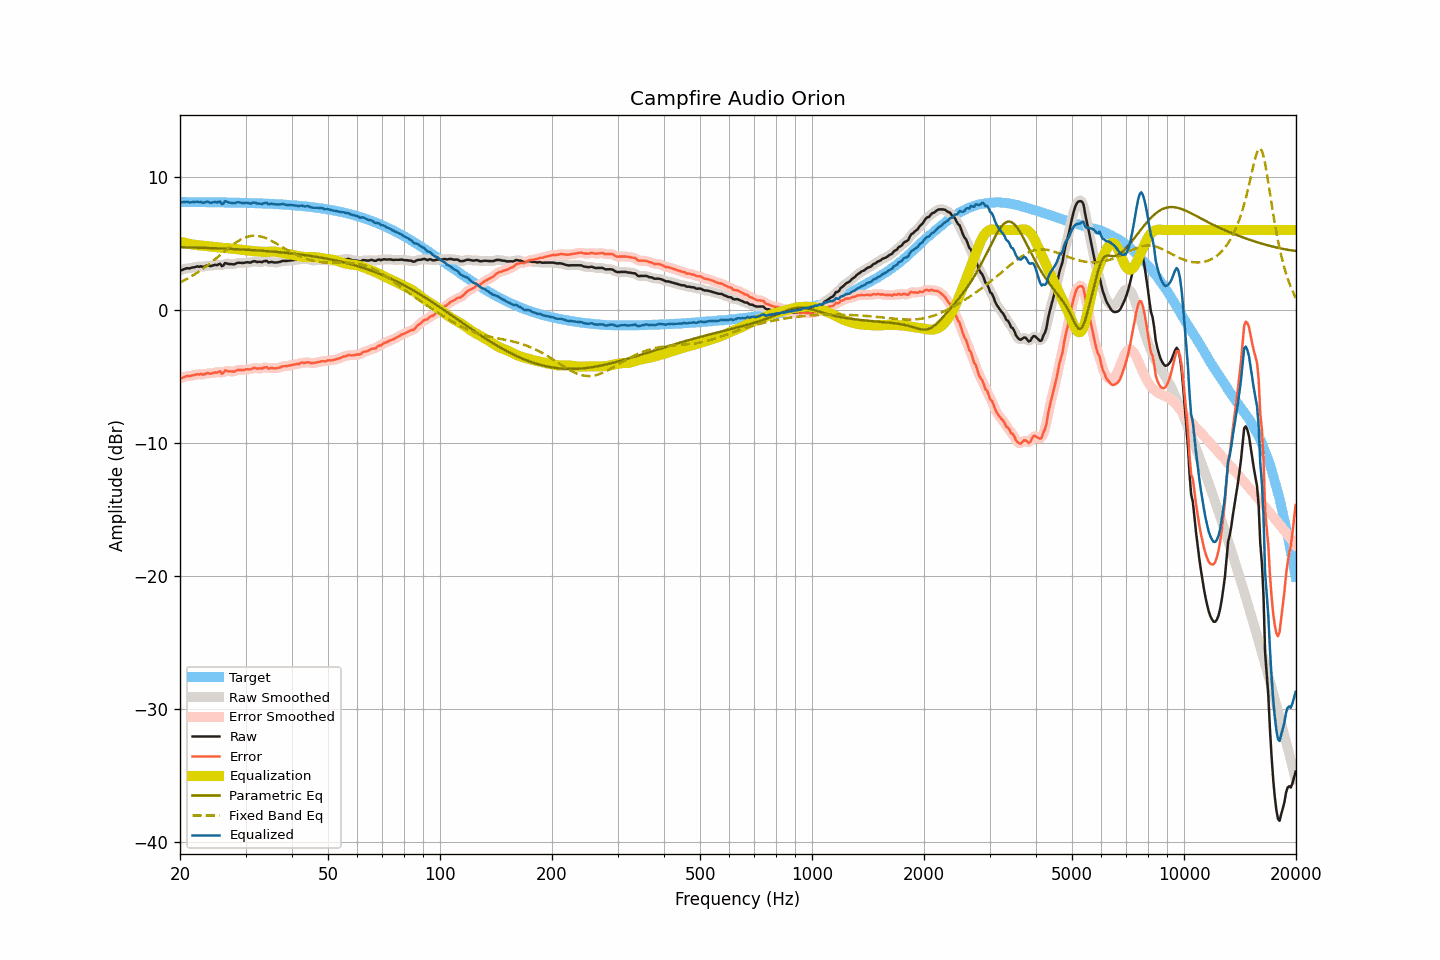 Campfire Audio Orion
Amplitude (dBr)
10
0
−10
−20
−30
−40
Target
Raw Smoothed
Error Smoothed
Raw
Error
Equalization
Parametric Eq
Fixed Band Eq
Equalized
20 50 100 200 500 1000 2000 5000 10000 20000
Frequency (Hz)